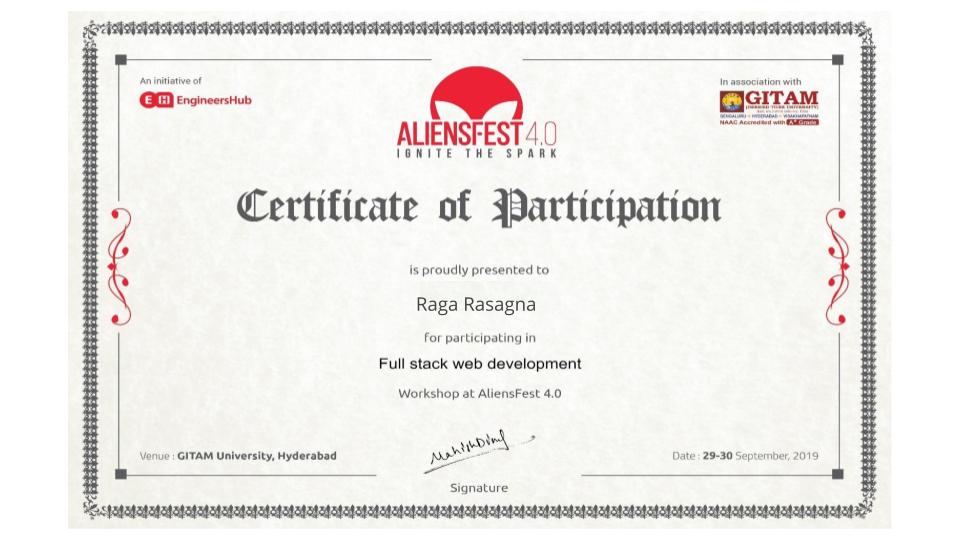 An initiative of
EH EngineersHub
In association with
GITAM
(DEEMED TO BE UNIVERSITY)
BENGALURU HYDERABAD VISAKHAPATNAM
NAAC Accredited with A+ Grade
ALIENSFEST 4.0
IGNITE THE SPARK
Certificate of Participation
is proudly presented to
Raga Rasagna
for participating in
Full stack web development
Workshop at AliensFest 4.0
Venue : GITAM University, Hyderabad
Date : 29-30 September, 2019
Signature